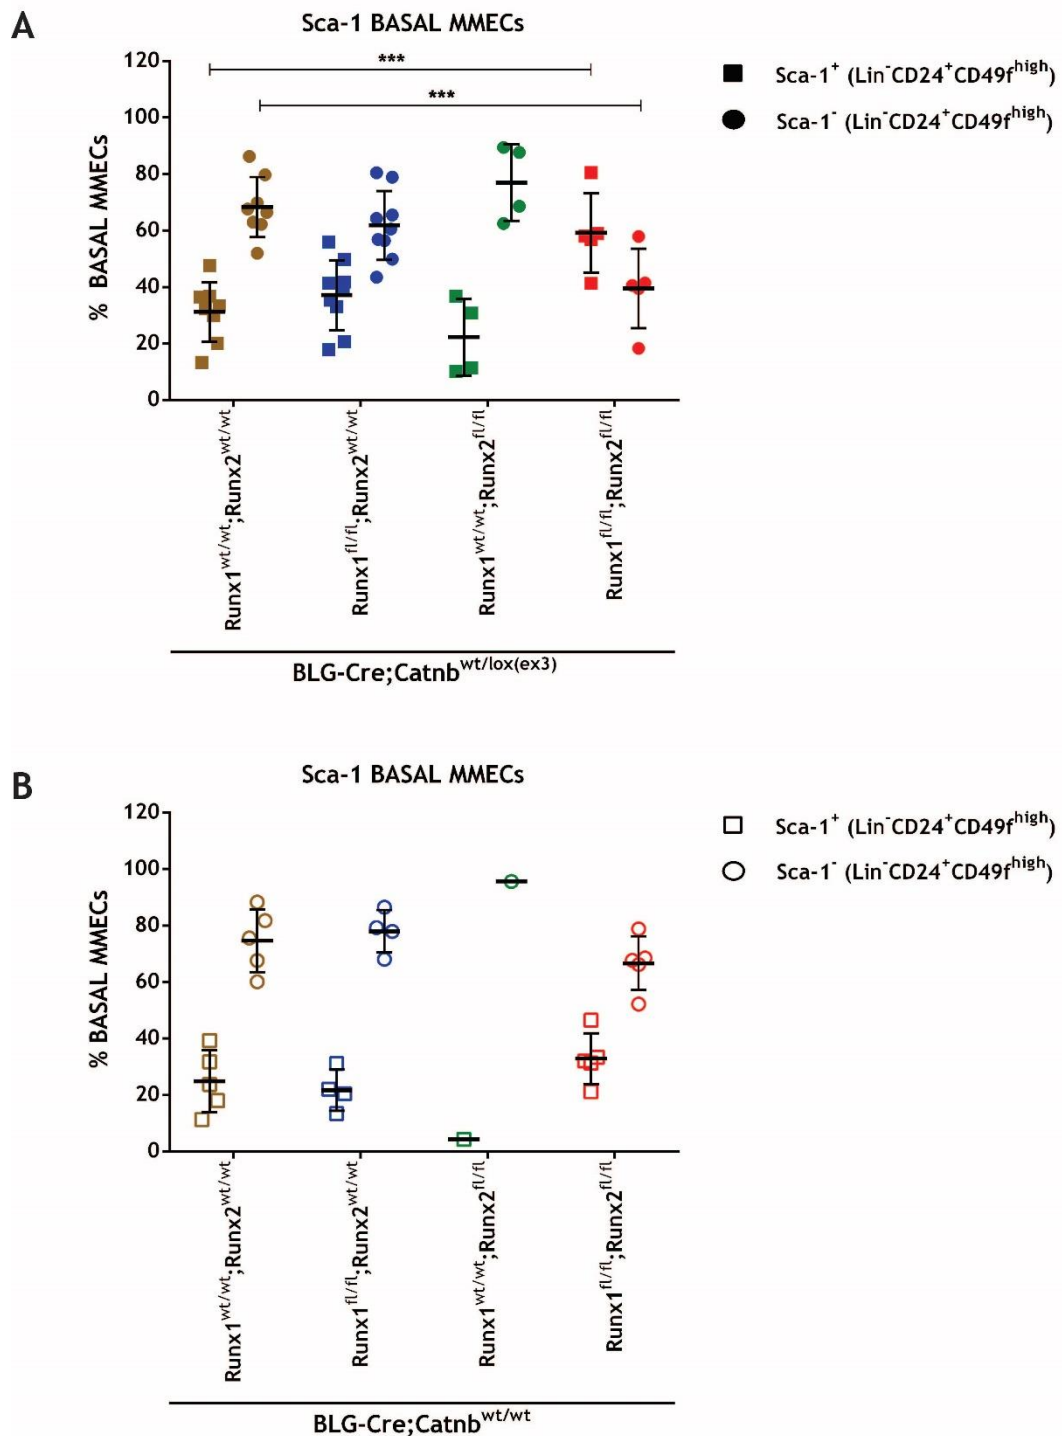 A
Sca-1 BASAL MMECs
% BASAL MMECs
120
100
80
60
40
20
0
***
***
Sca-1⁺ (Lin⁻CD24⁺CD49fʰⁱᵍʰ)
Sca-1⁻ (Lin⁻CD24⁺CD49fʰⁱᵍʰ)
Runx1ʷᵗ/ʷᵗ;Runx2ʷᵗ/ʷᵗ
Runx1ᶠˡ/ᶠˡ;Runx2ʷᵗ/ʷᵗ
Runx1ʷᵗ/ʷᵗ;Runx2ᶠˡ/ᶠˡ
Runx1ᶠˡ/ᶠˡ;Runx2ᶠˡ/ᶠˡ
BLG-Cre;Catnbʷᵗ/ˡᵒˣ⁽ᵉˣ³⁾
B
Sca-1 BASAL MMECs
% BASAL MMECs
120
100
80
60
40
20
0
Sca-1⁺ (Lin⁻CD24⁺CD49fʰⁱᵍʰ)
Sca-1⁻ (Lin⁻CD24⁺CD49fʰⁱᵍʰ)
Runx1ʷᵗ/ʷᵗ;Runx2ʷᵗ/ʷᵗ
Runx1ᶠˡ/ᶠˡ;Runx2ʷᵗ/ʷᵗ
Runx1ʷᵗ/ʷᵗ;Runx2ᶠˡ/ᶠˡ
Runx1ᶠˡ/ᶠˡ;Runx2ᶠˡ/ᶠˡ
BLG-Cre;Catnbʷᵗ/ʷᵗ